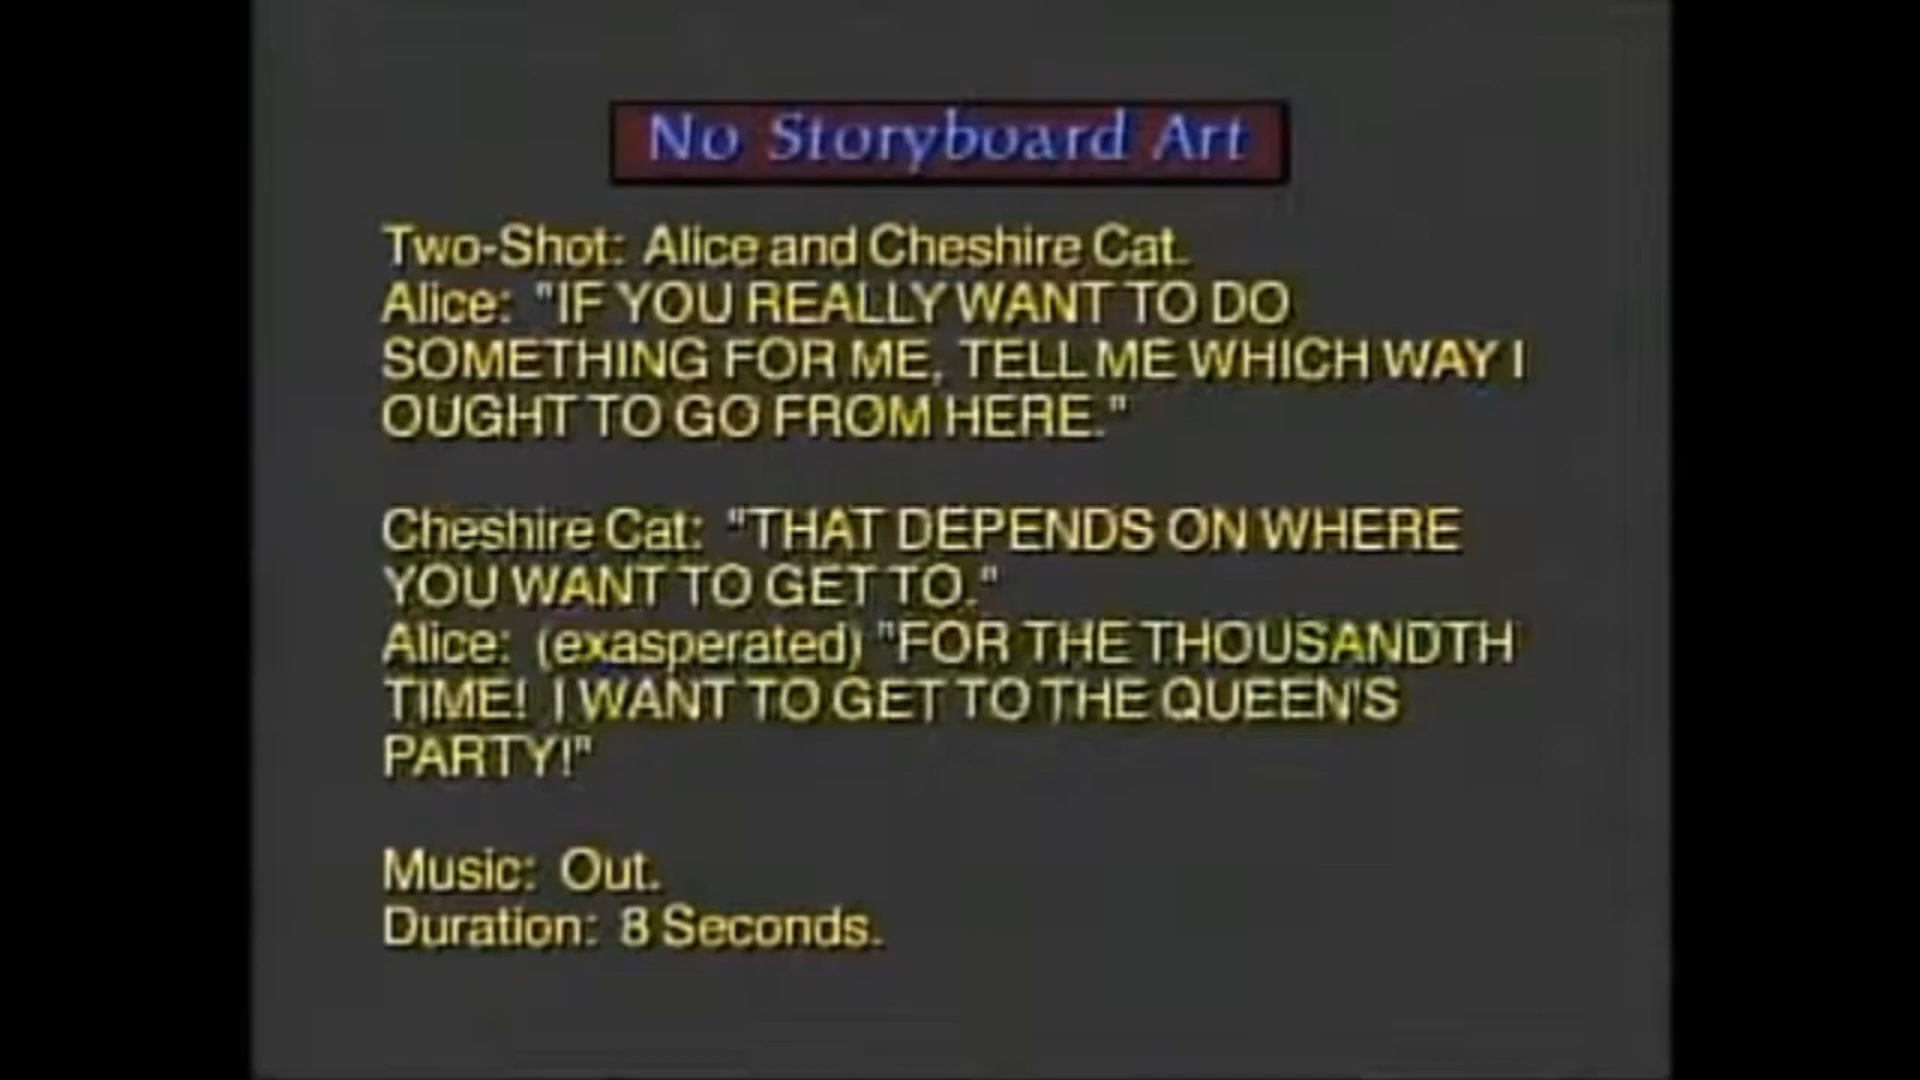 No Storyboard Art
Two-Shot: Alice and Cheshire Cat.
Alice: "IF YOU REALLY WANT TO DO
SOMETHING FOR ME, TELL ME WHICH WAY I
OUGHT TO GO FROM HERE."
Cheshire Cat: "THAT DEPENDS ON WHERE
YOU WANT TO GET TO."
Alice: (exasperated) "FOR THE THOUSANDTH
TIME! I WANT TO GET TO THE QUEEN'S
PARTY!"
Music: Out.
Duration: 8 Seconds.